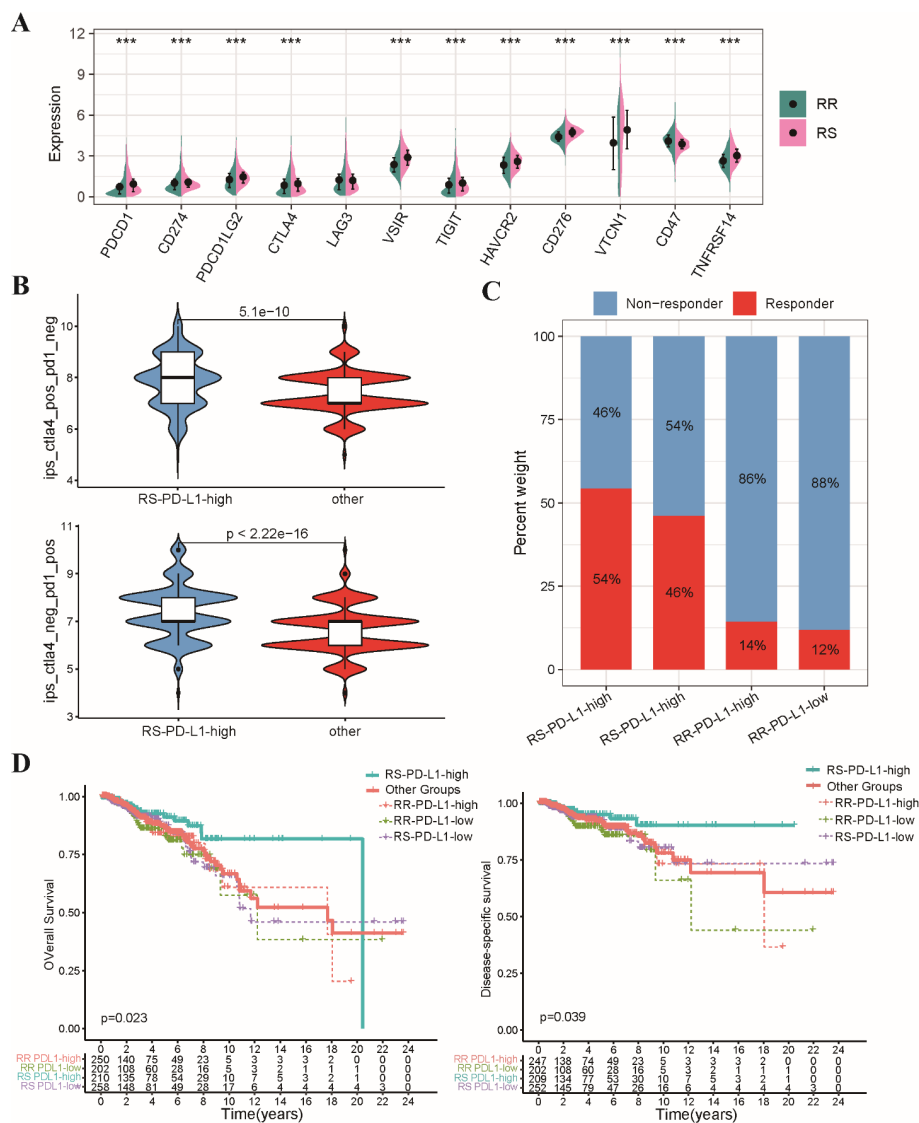 A
12
*** *** *** *** *** *** *** *** *** *** ***
9
6
3
0
Expression
RR
RS
PDCD1
CD274
PDCD1LG2
CTLA4
LAG3
VSIR
TIGIT
HAVCR2
CD276
VTCN1
CD47
TNFRSF14
B
5.1e-10
10
8
6
4
ips_ctla4_pos_pd1_neg
RS-PD-L1-high
other
p < 2.22e-16
11
9
7
5
3
ips_ctla4_neg_pd1_pos
RS-PD-L1-high
other
C
Non-responder
Responder
100
75
50
25
0
Percent weight
46%
54%
86%
88%
54%
46%
14%
12%
RS-PD-L1-high
RS-PD-L1-high
RR-PD-L1-high
RR-PD-L1-low
D
RS-PD-L1-high
Other Groups
RR-PD-L1-high
RR-PD-L1-low
RS-PD-L1-low
1.00
0.75
0.50
0.25
0.00
OVerall Survival
p=0.023
0 2 4 6 8 10 12 14 16 18 20 22 24
RR PDL1-high 250 140 75 49 23 5 3 3 3 2 0 0
RR PDL1-low 202 108 60 28 16 5 3 2 1 1 1 0
RS PDL1-high 210 135 78 54 29 10 7 5 3 2 1 0 0
RS PDL1-low 258 148 81 49 28 17 6 4 4 4 1 3 0
0 2 4 6 8 10 12 14 16 18 20 22 24
Time(years)
RS-PD-L1-high
Other Groups
RR-PD-L1-high
RR-PD-L1-low
RS-PD-L1-low
1.00
0.75
0.50
0.25
0.00
Disease-specific survival
p=0.039
0 2 4 6 8 10 12 14 16 18 20 22 24
RR PDL1-high 247 138 74 49 23 5 3 3 3 2 0 0
RR PDL1-low 202 108 60 28 16 5 3 2 1 1 1 0
RS PDL1-high 209 134 77 53 30 10 7 5 3 2 1 0
RS PDL1-low 252 145 79 47 26 16 6 4 4 3
0 2 4 6 8 10 12 14 16 18 20 22 24
Time(years)